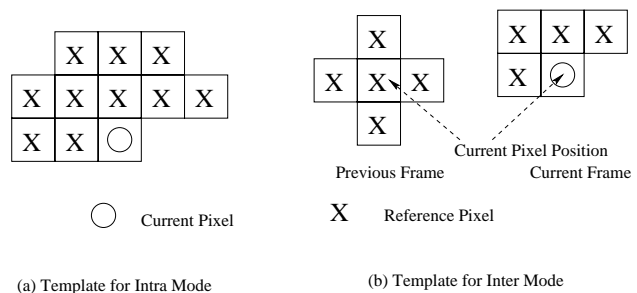 X X X
X X X X X
X X
X
X X X
X
X X X
X
Current Pixel Position
Previous Frame
Current Frame
Current Pixel
X Reference Pixel
(a) Template for Intra Mode
(b) Template for Inter Mode